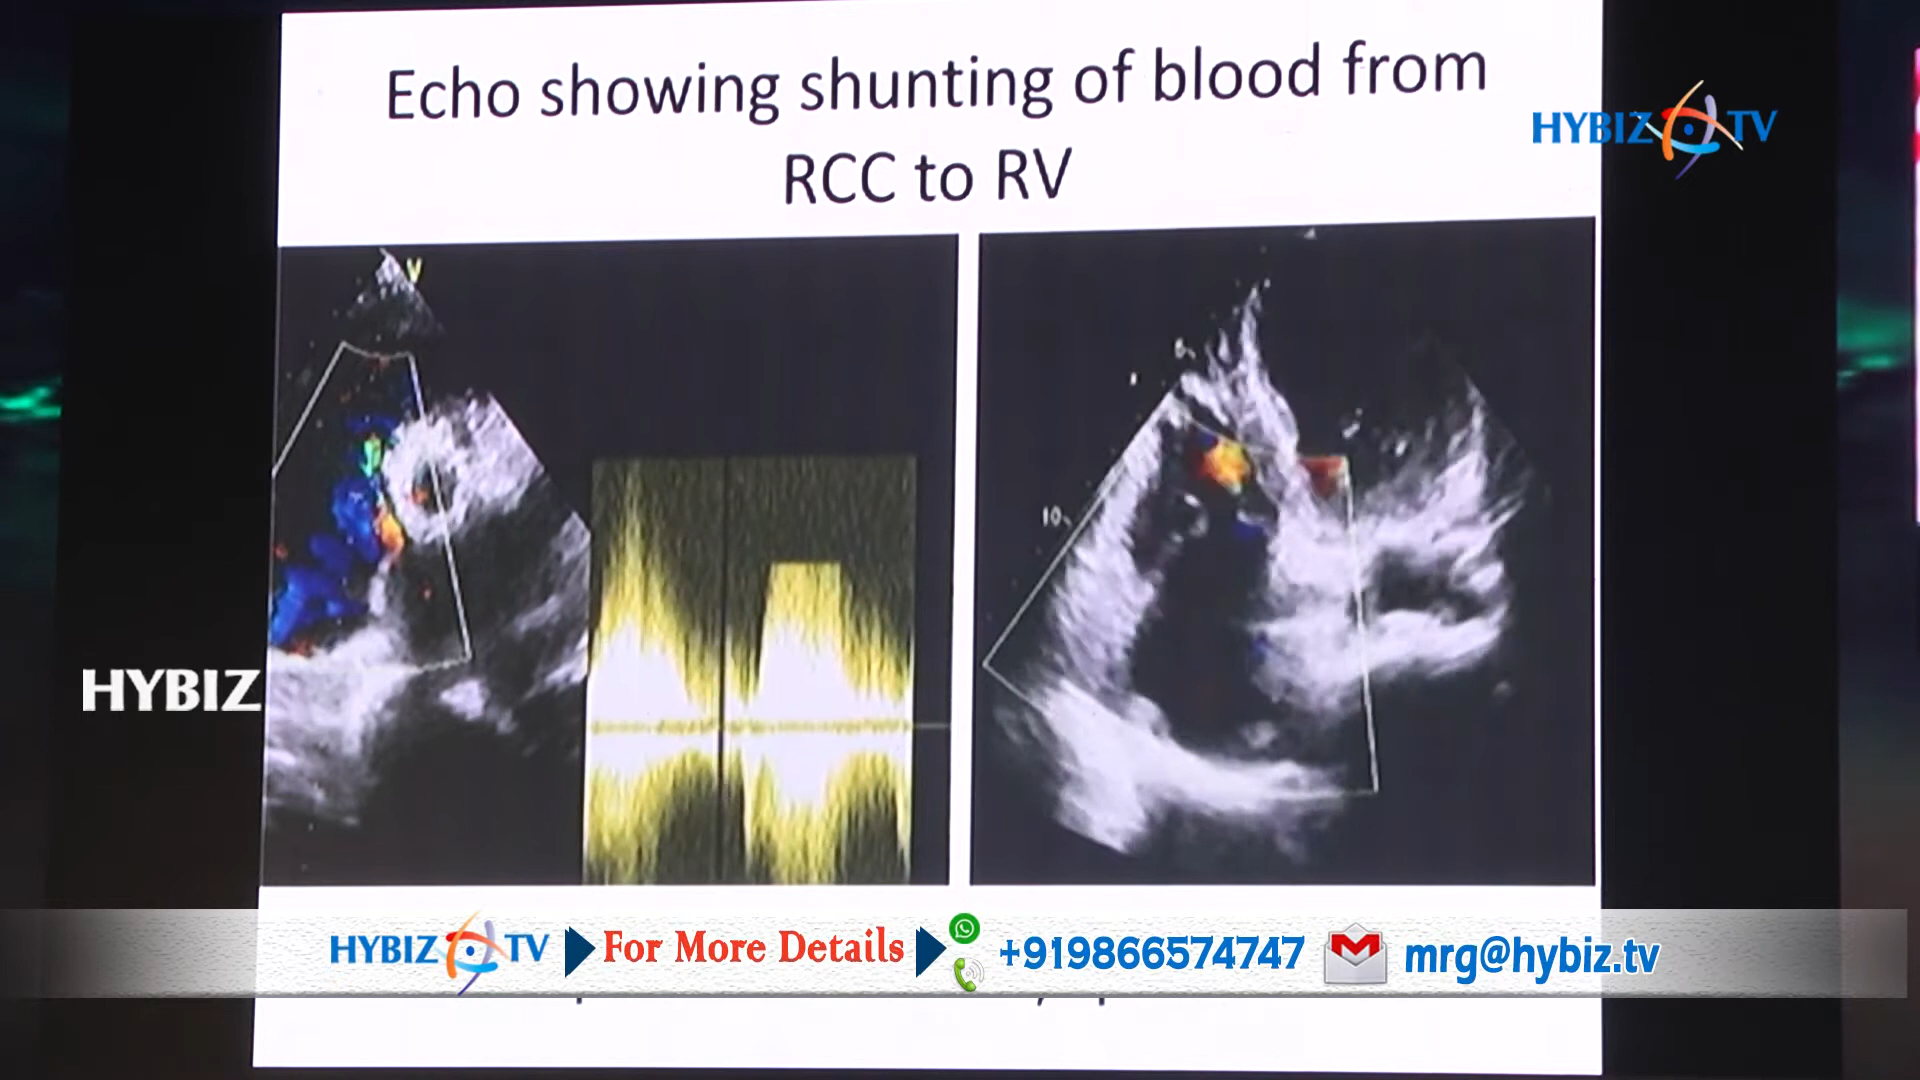 Echo showing shunting of blood from
RCC to RV
HYBIZ TV
V
6
10
HYBIZ
HYBIZ TV For More Details +919866574747 mrg@hybiz.tv